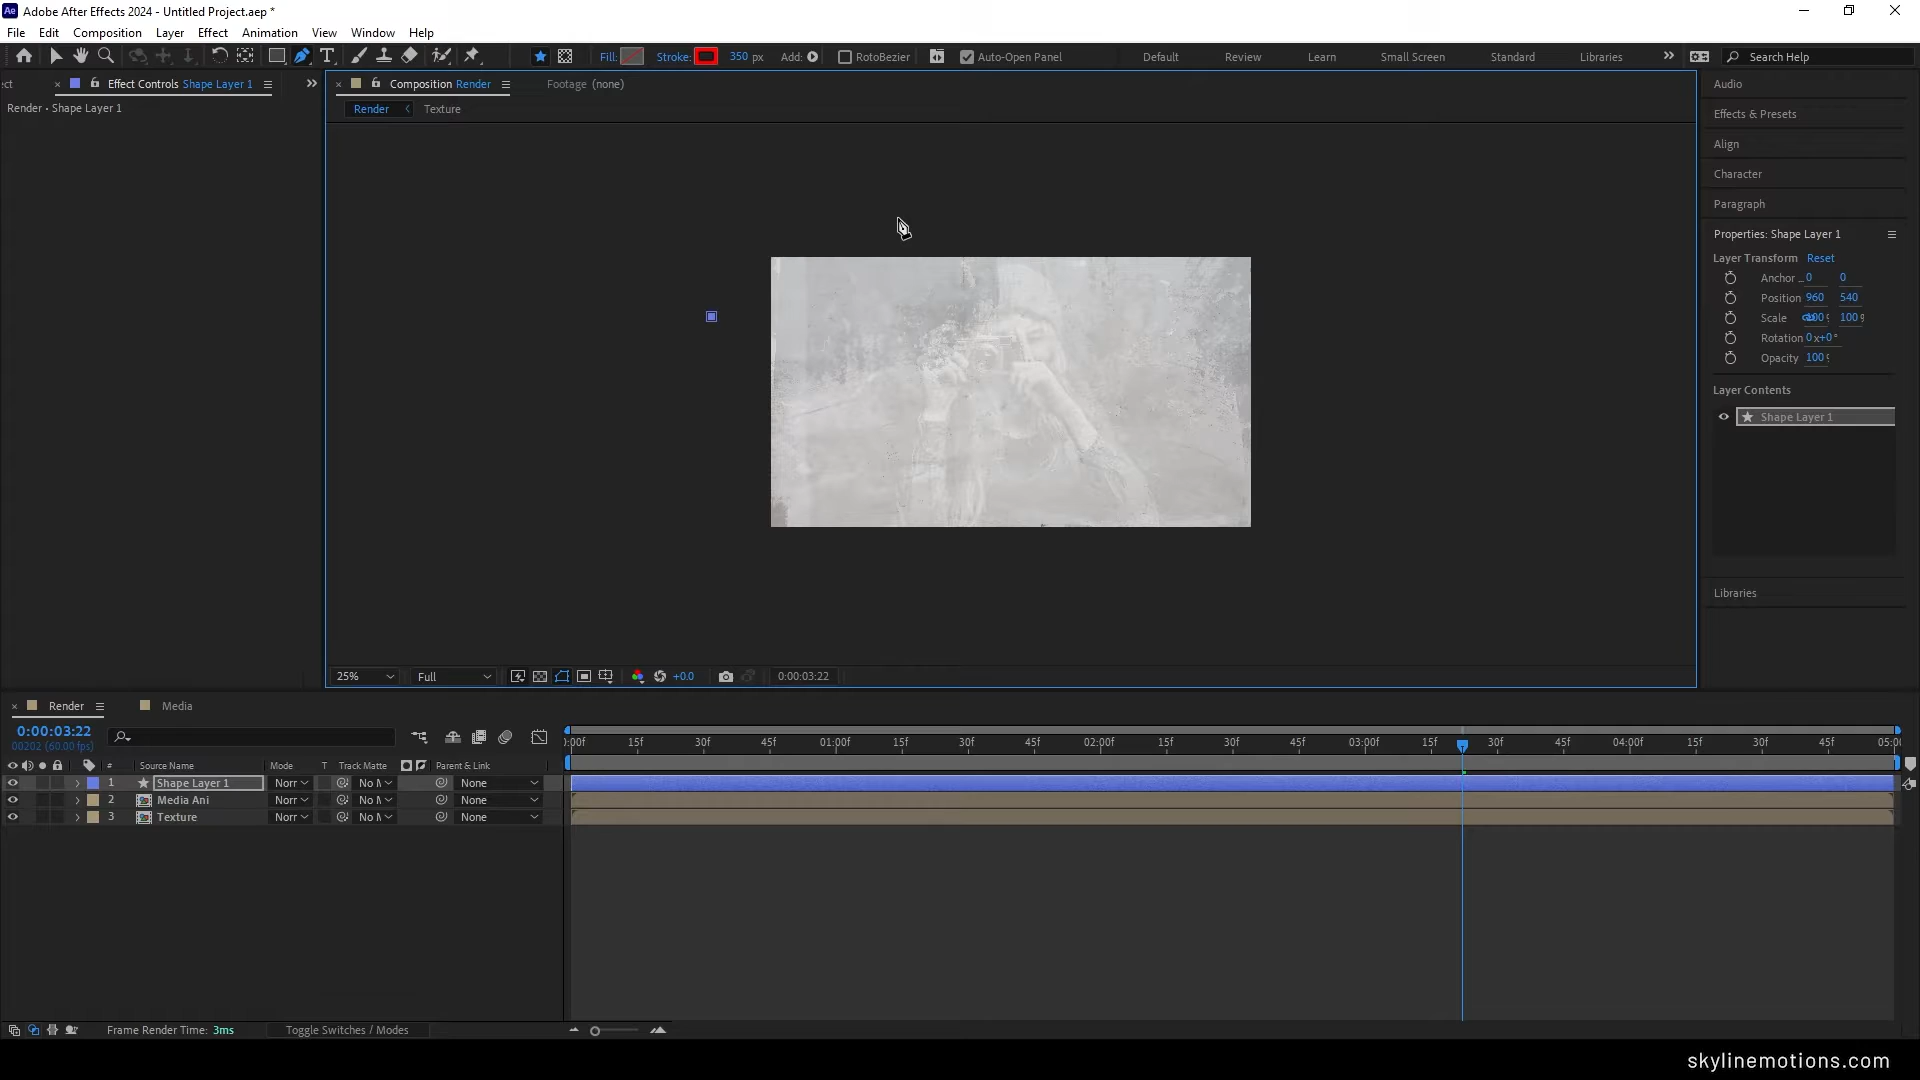 Adobe After Effects 2024 - Untitled Project.aep *
File Edit Composition Layer Effect Animation View Window Help
Fill: Stroke: 350 px Add: RotoBezier Auto-Open Panel Default Review Learn Small Screen Standard Libraries Search Help
ect Effect Controls Shape Layer 1
Render • Shape Layer 1
Composition Render Footage (none)
Render Texture
Audio
Effects & Presets
Align
Character
Paragraph
Properties: Shape Layer 1
Layer Transform Reset
Anchor .. 0 0
Position 960 540
Scale 100 100
Rotation 0x+0°
Opacity 100
Layer Contents
Shape Layer 1
Libraries
25% Full +0.0 0:00:03:22
Render Media
0:00:03:22
00202 (60.00 fps)
:00f 15f 30f 45f 01:00f 15f 30f 45f 02:00f 15f 30f 45f 03:00f 15f 30f 45f 04:00f 15f 30f 45f 05:00
# Source Name Mode T Track Matte Parent & Link
1 Shape Layer 1 Norr No None
2 Media Ani Norr No None
3 Texture Norr No None
Frame Render Time: 3ms Toggle Switches / Modes
skylinemotions.com